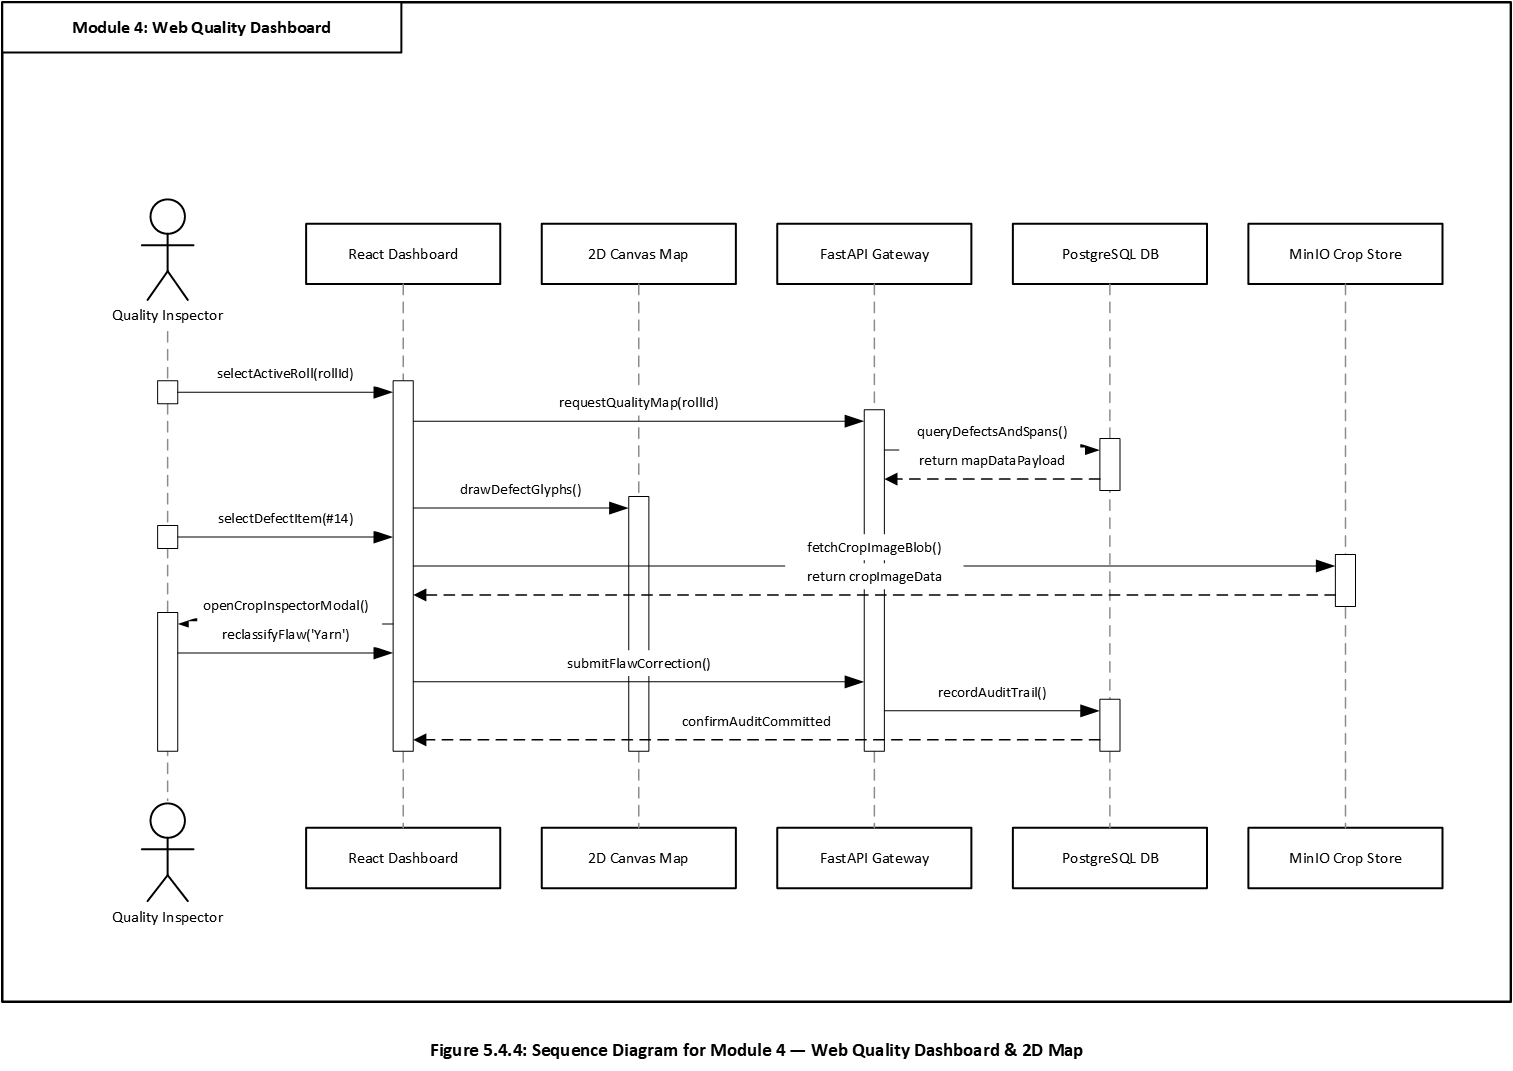 Module 4: Web Quality Dashboard
React Dashboard
2D Canvas Map
FastAPI Gateway
PostgreSQL DB
MinIO Crop Store
Quality Inspector
selectActiveRoll(rollId)
requestQualityMap(rollId)
queryDefectsAndSpans()
return mapDataPayload
drawDefectGlyphs()
selectDefectItem(#14)
fetchCropImageBlob()
return cropImageData
openCropInspectorModal()
reclassifyFlaw('Yarn')
submitFlawCorrection()
recordAuditTrail()
confirmAuditCommitted
React Dashboard
2D Canvas Map
FastAPI Gateway
PostgreSQL DB
MinIO Crop Store
Quality Inspector
Figure 5.4.4: Sequence Diagram for Module 4 — Web Quality Dashboard & 2D Map